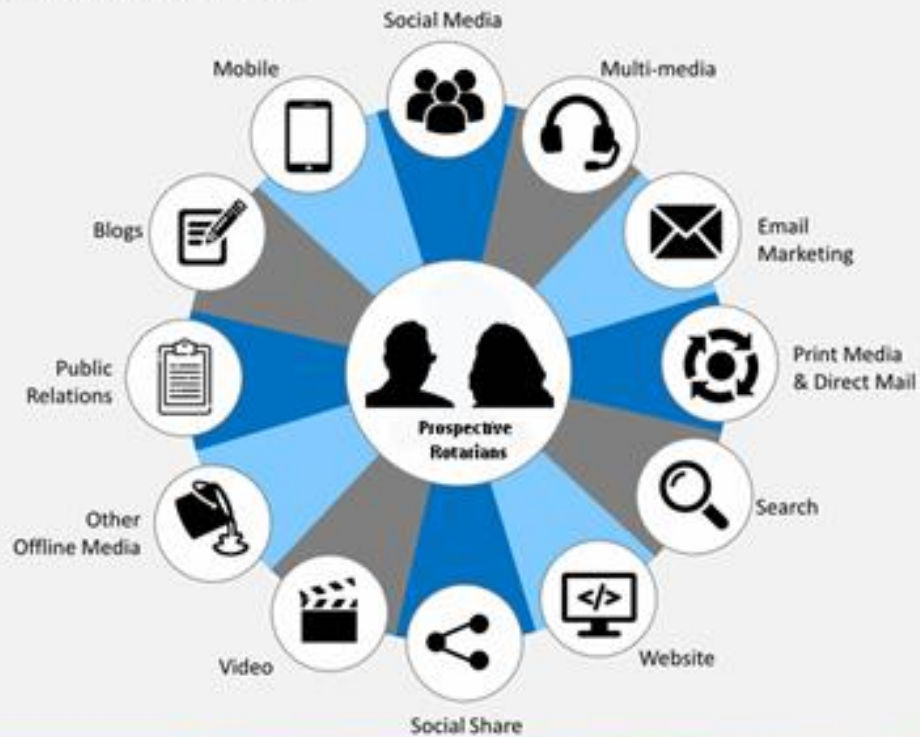 Social Media
Mobile
Multi-media
Blogs
Email
Marketing
Public
Relations
Print Media
& Direct Mail
Prospective
Rotarians
Other
Offline Media
Search
Video
Website
Social Share
</>